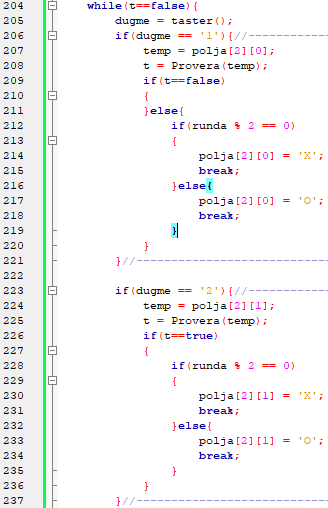 204 while(t==false){
205 dugme = taster();
206 if(dugme == '1'){//--------------
207 temp = polja[2][0];
208 t = Provera(temp);
209 if(t==false)
210 {
211 }else{
212 if(runda % 2 == 0)
213 {
214 polja[2][0] = 'X';
215 break;
216 }else{
217 polja[2][0] = 'O';
218 break;
219 }
220 }
221 }//----------------------------
222
223 if(dugme == '2'){//--------------
224 temp = polja[2][1];
225 t = Provera(temp);
226 if(t==true)
227 {
228 if(runda % 2 == 0)
229 {
230 polja[2][1] = 'X';
231 break;
232 }else{
233 polja[2][1] = 'O';
234 break;
235 }
236 }
237 }//----------------------------